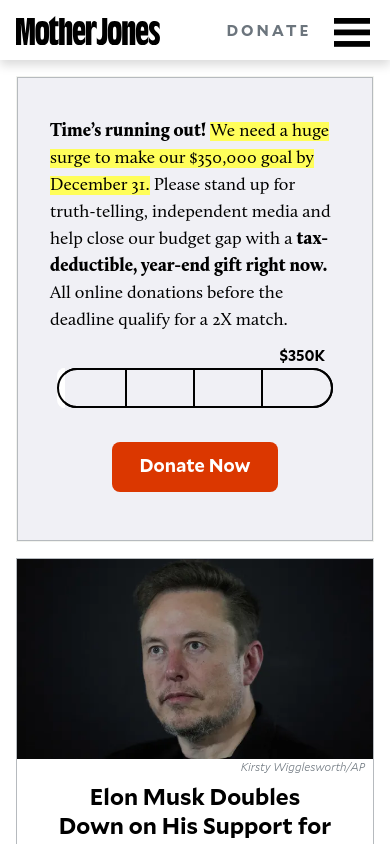 Mother Jones
DONATE
Time’s running out! We need a huge
surge to make our $350,000 goal by
December 31. Please stand up for
truth-telling, independent media and
help close our budget gap with a tax-
deductible, year-end gift right now.
All online donations before the
deadline qualify for a 2X match.
$350K
Donate Now
Kirsty Wigglesworth/AP
Elon Musk Doubles
Down on His Support for